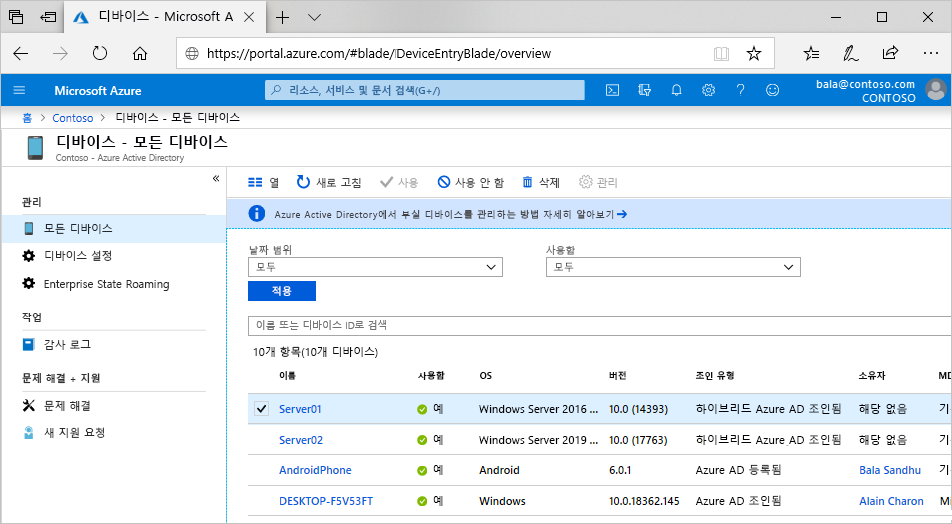 디바이스 - Microsoft A
https://portal.azure.com/#blade/DeviceEntryBlade/overview
Microsoft Azure
리소스, 서비스 및 문서 검색(G+/)
bala@contoso.com
CONTOSO
홈 > Contoso > 디바이스 - 모든 디바이스
디바이스 - 모든 디바이스
Contoso - Azure Active Directory
관리
모든 디바이스
디바이스 설정
Enterprise State Roaming
작업
감사 로그
문제 해결 + 지원
문제 해결
새 지원 요청
열 새로 고침 사용 사용 안 함 삭제 관리
Azure Active Directory에서 부실 디바이스를 관리하는 방법 자세히 알아보기
날짜 범위 사용함
모두 모두
적용
이름 또는 디바이스 ID로 검색
10개 항목(10개 디바이스)
이름 사용함 OS 버전 조인 유형 소유자 MD
Server01 예 Windows Server 2016 ... 10.0 (14393) 하이브리드 Azure AD 조인됨 해당 없음 기
Server02 예 Windows Server 2019 ... 10.0 (17763) 하이브리드 Azure AD 조인됨 해당 없음 기
AndroidPhone 예 Android 6.0.1 Azure AD 등록됨 Bala Sandhu 기
DESKTOP-F5V53FT 예 Windows 10.0.18362.145 Azure AD 조인됨 Alain Charon